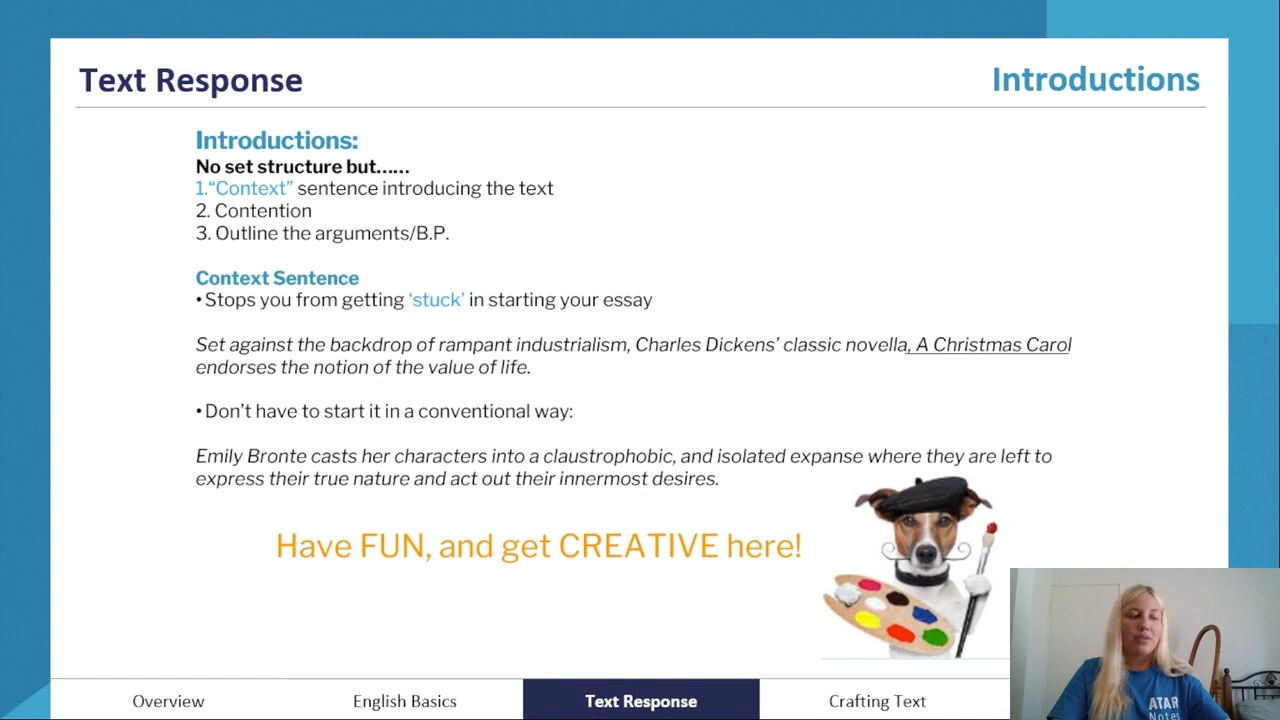 Text Response
Introductions
Introductions:
No set structure but......
1.“Context” sentence introducing the text
2. Contention
3. Outline the arguments/B.P.
Context Sentence
• Stops you from getting ‘stuck’ in starting your essay
Set against the backdrop of rampant industrialism, Charles Dickens’ classic novella, A Christmas Carol
endorses the notion of the value of life.
• Don’t have to start it in a conventional way:
Emily Bronte casts her characters into a claustrophobic, and isolated expanse where they are left to
express their true nature and act out their innermost desires.
Have FUN, and get CREATIVE here!
Overview
English Basics
Text Response
Crafting Text
ATAR
Notes